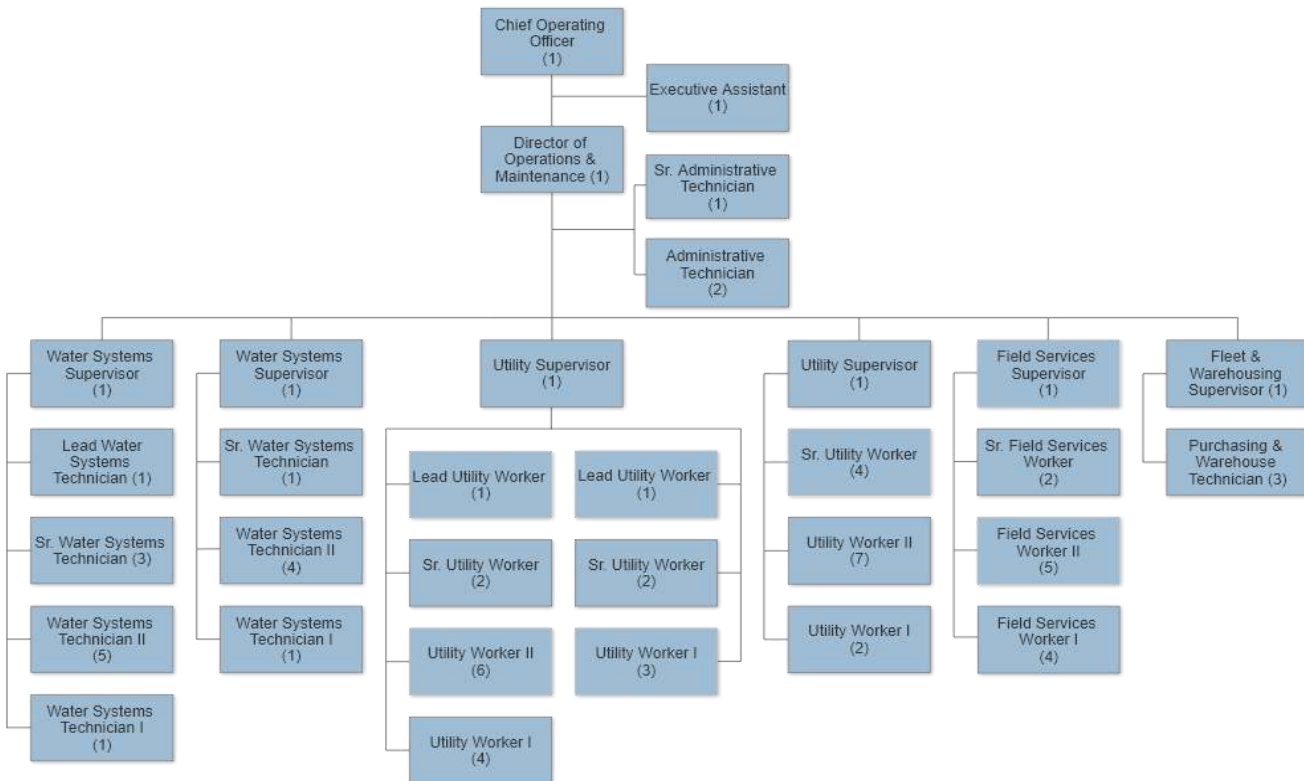 Chief Operating
Officer
(1)
Executive Assistant
(1)
Director of
Operations &
Maintenance (1)
Sr. Administrative
Technician
(1)
Administrative
Technician
(2)
Water Systems
Supervisor
(1)
Lead Water
Systems
Technician (1)
Sr. Water Systems
Technician (3)
Water Systems
Technician II
(5)
Water Systems
Technician I
(1)
Water Systems
Supervisor
(1)
Sr. Water Systems
Technician
(1)
Water Systems
Technician II
(4)
Water Systems
Technician I
(1)
Utility Supervisor
(1)
Lead Utility Worker
(1)
Sr. Utility Worker
(2)
Utility Worker II
(6)
Utility Worker I
(4)
Lead Utility Worker
(1)
Sr. Utility Worker
(2)
Utility Worker I
(3)
Utility Supervisor
(1)
Sr. Utility Worker
(4)
Utility Worker II
(7)
Utility Worker I
(2)
Field Services
Supervisor
(1)
Sr. Field Services
Worker
(2)
Field Services
Worker II
(5)
Field Services
Worker I
(4)
Fleet &
Warehousing
Supervisor (1)
Purchasing &
Warehouse
Technician (3)